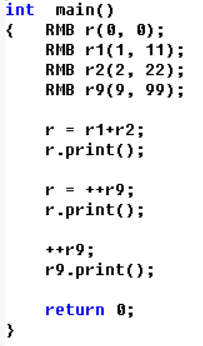 int  main()
{   RMB r(0, 0);
    RMB r1(1, 11);
    RMB r2(2, 22);
    RMB r9(9, 99);

    r = r1+r2;
    r.print();

    r = ++r9;
    r.print();

    ++r9;
    r9.print();

    return 0;
}